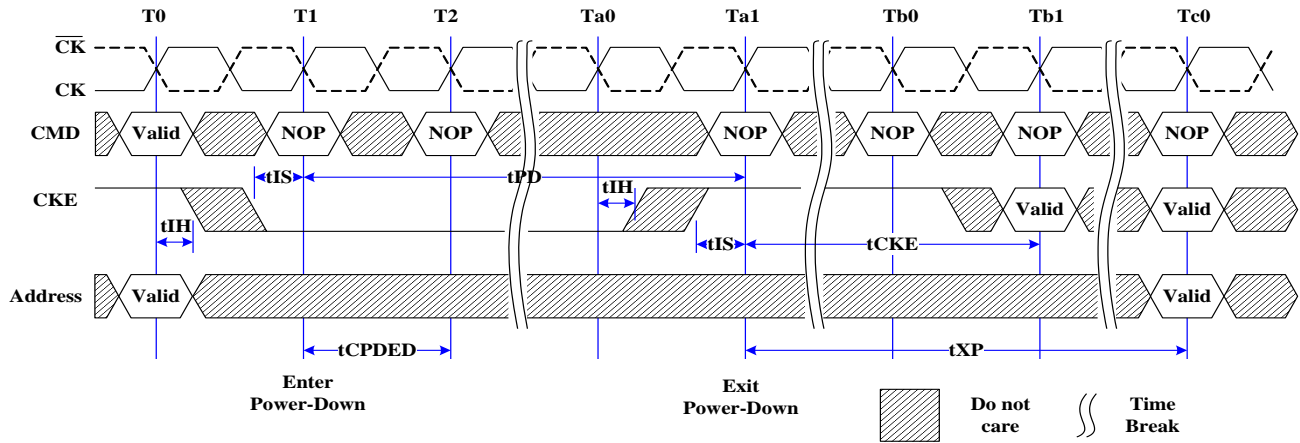 T0 T1 T2 Ta0 Ta1 Tb0 Tb1 Tc0
CK
CK
CMD Valid NOP NOP NOP NOP NOP NOP
tIS tPD tIH
CKE Valid Valid
tIH tIS tCKE
Address Valid Valid
tCPDED tXP
Enter
Power-Down
Exit
Power-Down
Do not
care
Time
Break